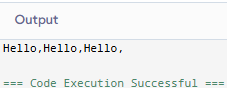 Output
Hello,Hello,Hello,
=== Code Execution Successful ===